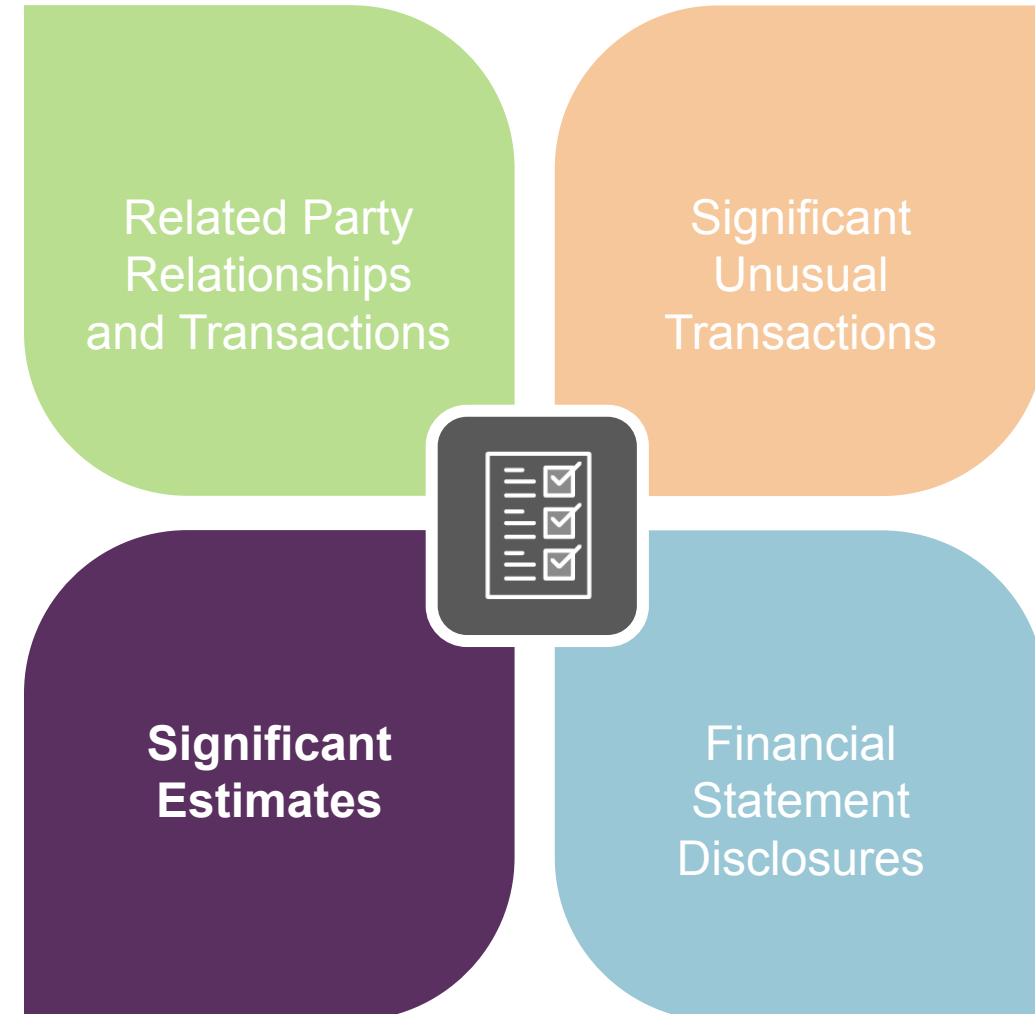 Related Party
Relationships
and Transactions
Significant
Unusual
Transactions
Significant
Estimates
Financial
Statement
Disclosures